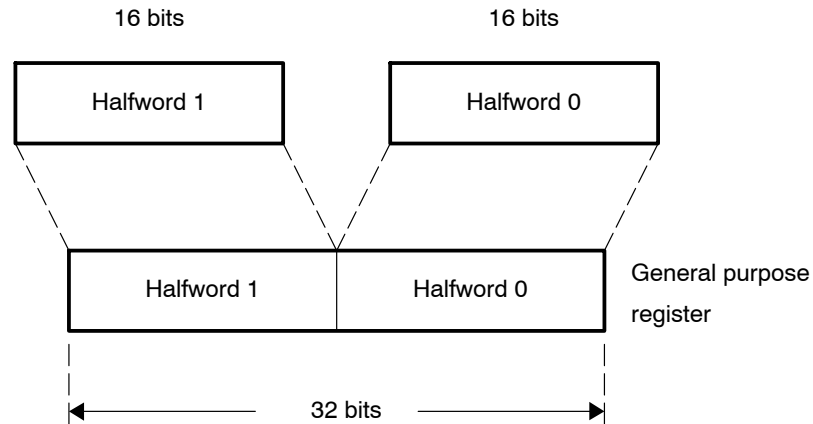 16 bits
16 bits
Halfword 1
Halfword 0
Halfword 1
Halfword 0
General purpose
register
32 bits